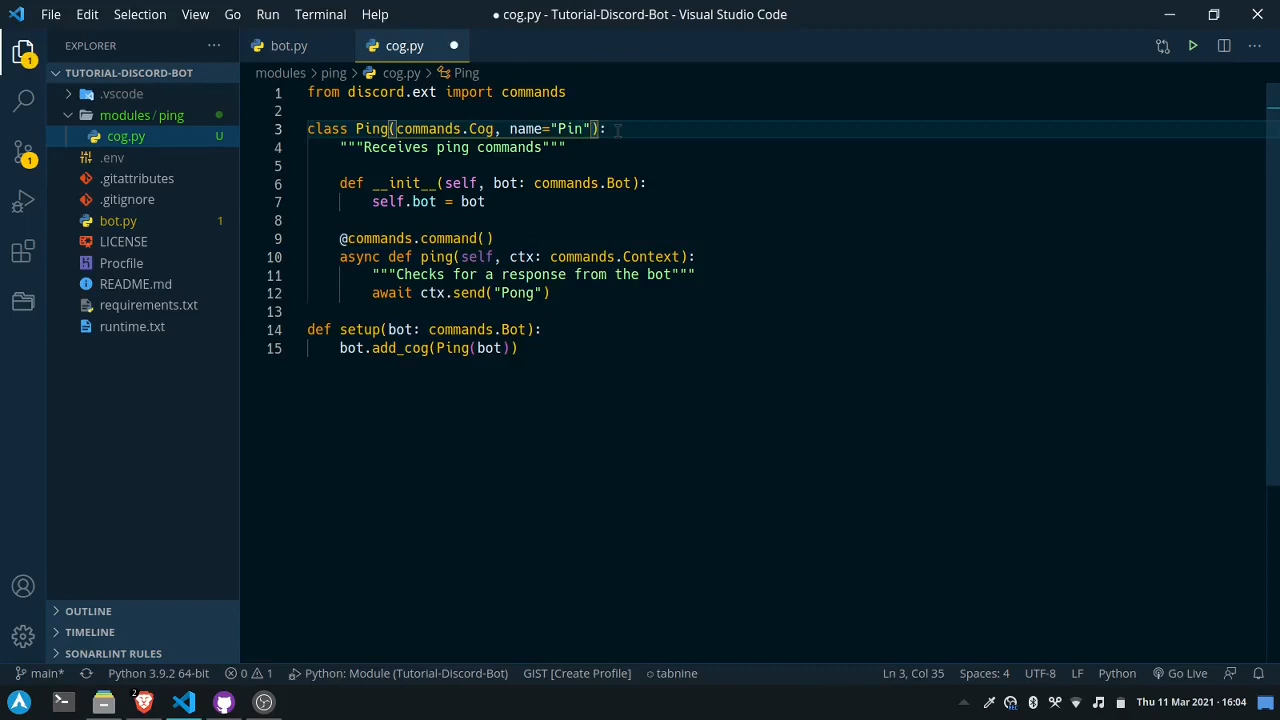 File Edit Selection View Go Run Terminal Help
● cog.py - Tutorial-Discord-Bot - Visual Studio Code
EXPLORER
bot.py
cog.py
1
TUTORIAL-DISCORD-BOT
modules > ping > cog.py > Ping
.vscode
modules / ping
cog.py U
.env
.gitattributes
.gitignore
bot.py 1
LICENSE
Procfile
README.md
requirements.txt
runtime.txt
1
OUTLINE
TIMELINE
SONARLINT RULES
1 from discord.ext import commands
2
3 class Ping(commands.Cog, name="Pin"):
4 """Receives ping commands"""
5
6 def __init__(self, bot: commands.Bot):
7 self.bot = bot
8
9 @commands.command()
10 async def ping(self, ctx: commands.Context):
11 """Checks for a response from the bot"""
12 await ctx.send("Pong")
13
14 def setup(bot: commands.Bot):
15 bot.add_cog(Ping(bot))
main* Python 3.9.2 64-bit 0 1 Python: Module (Tutorial-Discord-Bot) GIST [Create Profile] tabnine Ln 3, Col 35 Spaces: 4 UTF-8 LF Python Go Live
2 Thu 11 Mar 2021 · 16:04